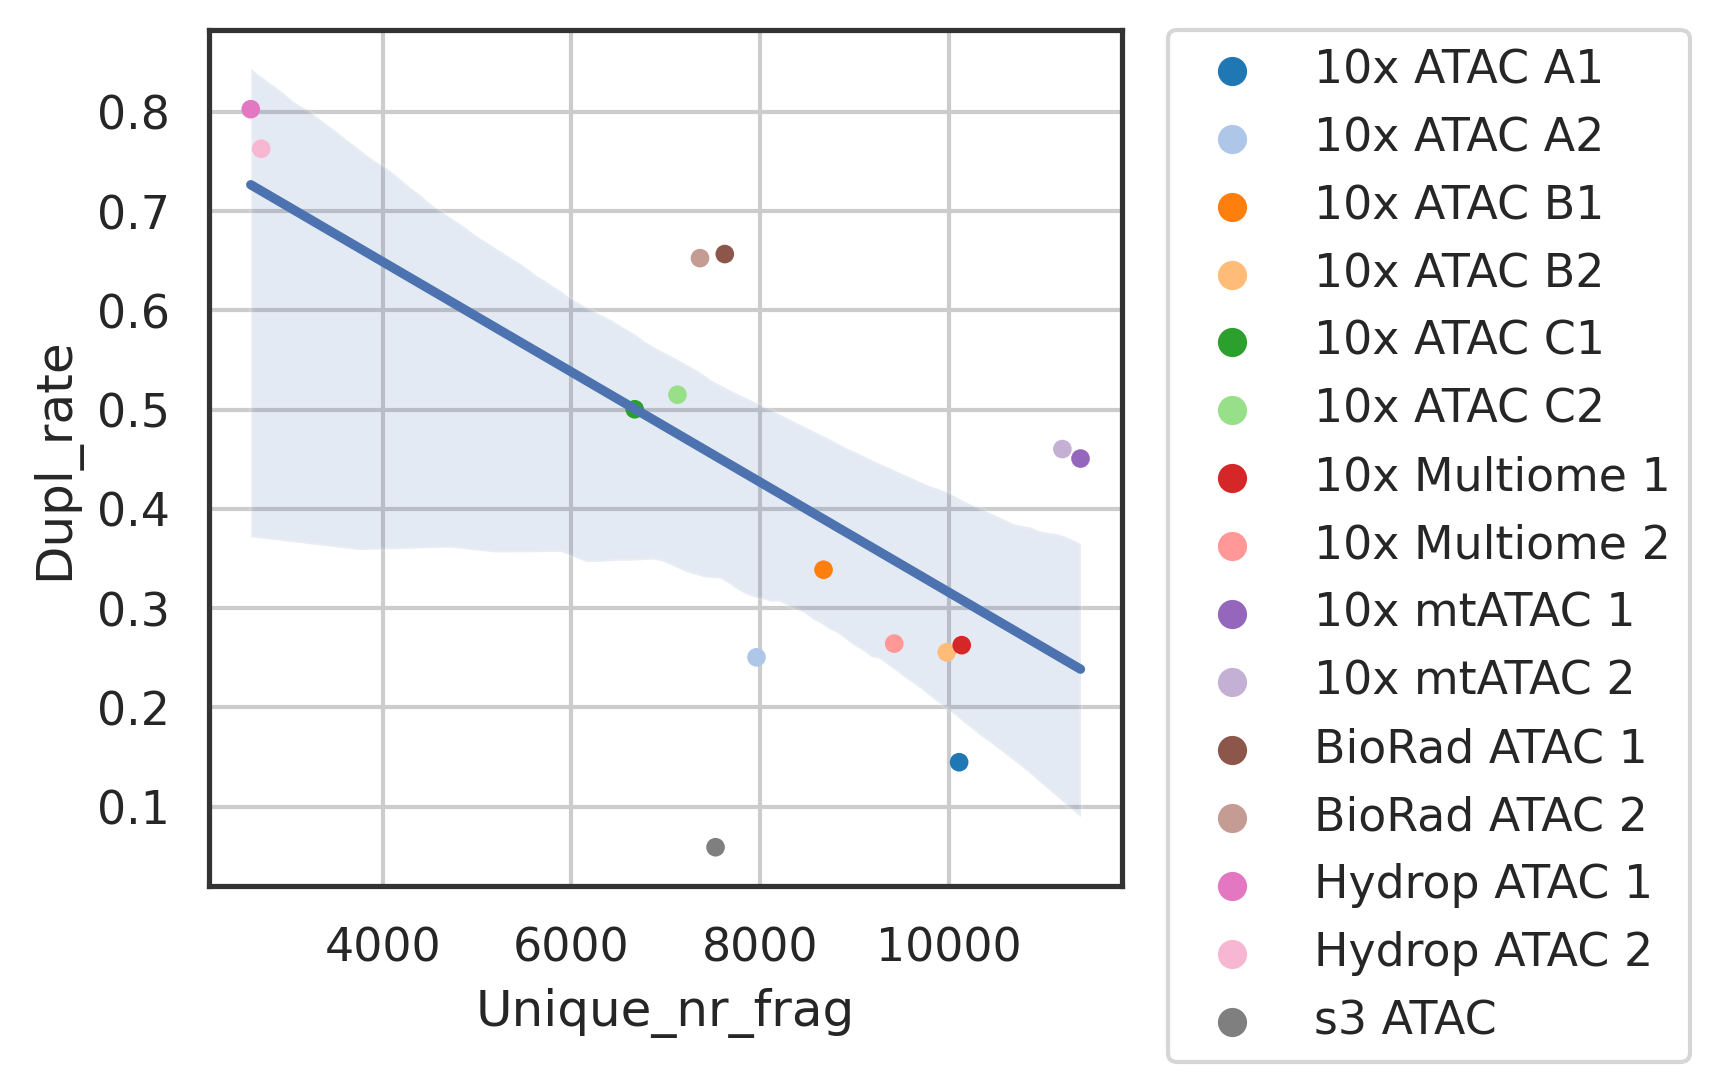 0.8
0.7
0.6
0.5
0.4
0.3
0.2
0.1
Dupl_rate
4000 6000 8000 10000
Unique_nr_frag
10x ATAC A1
10x ATAC A2
10x ATAC B1
10x ATAC B2
10x ATAC C1
10x ATAC C2
10x Multiome 1
10x Multiome 2
10x mtATAC 1
10x mtATAC 2
BioRad ATAC 1
BioRad ATAC 2
Hydrop ATAC 1
Hydrop ATAC 2
s3 ATAC